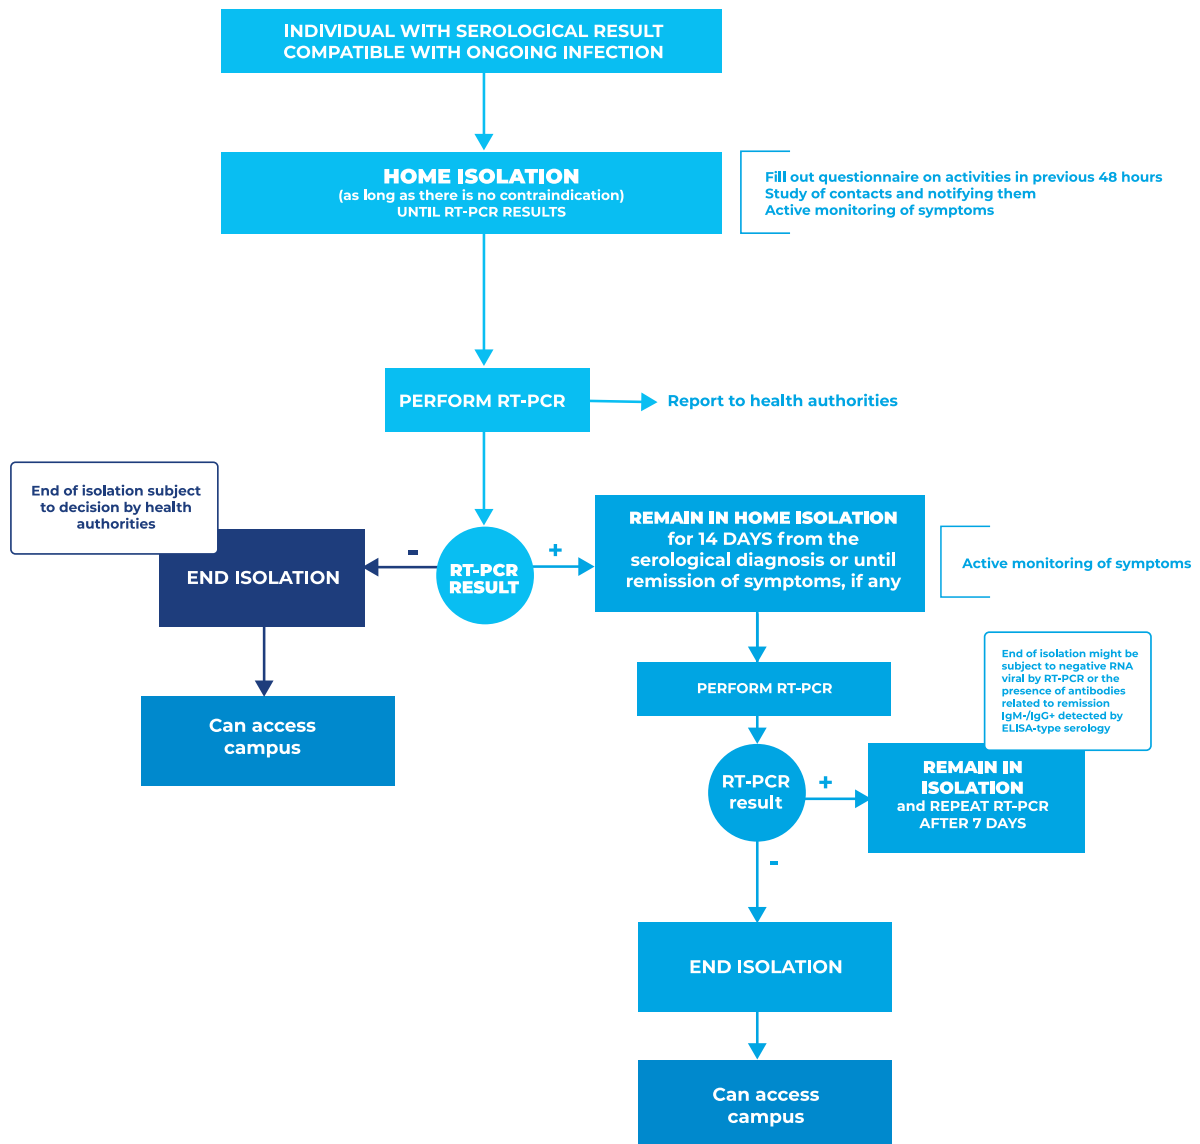 INDIVIDUAL WITH SEROLOGICAL RESULT
COMPATIBLE WITH ONGOING INFECTION
HOME ISOLATION
(as long as there is no contraindication)
UNTIL RT-PCR RESULTS
Fill out questionnaire on activities in previous 48 hours
Study of contacts and notifying them
Active monitoring of symptoms
PERFORM RT-PCR
Report to health authorities
End of isolation subject
to decision by health
authorities
END ISOLATION
-
RT-PCR
RESULT
+
REMAIN IN HOME ISOLATION
for 14 DAYS from the
serological diagnosis or until
remission of symptoms, if any
Active monitoring of symptoms
Can access
campus
PERFORM RT-PCR
End of isolation might be
subject to negative RNA
viral by RT-PCR or the
presence of antibodies
related to remission
IgM-/IgG+ detected by
ELISA-type serology
RT-PCR
result
+
REMAIN IN
ISOLATION
and REPEAT RT-PCR
AFTER 7 DAYS
-
END ISOLATION
Can access
campus